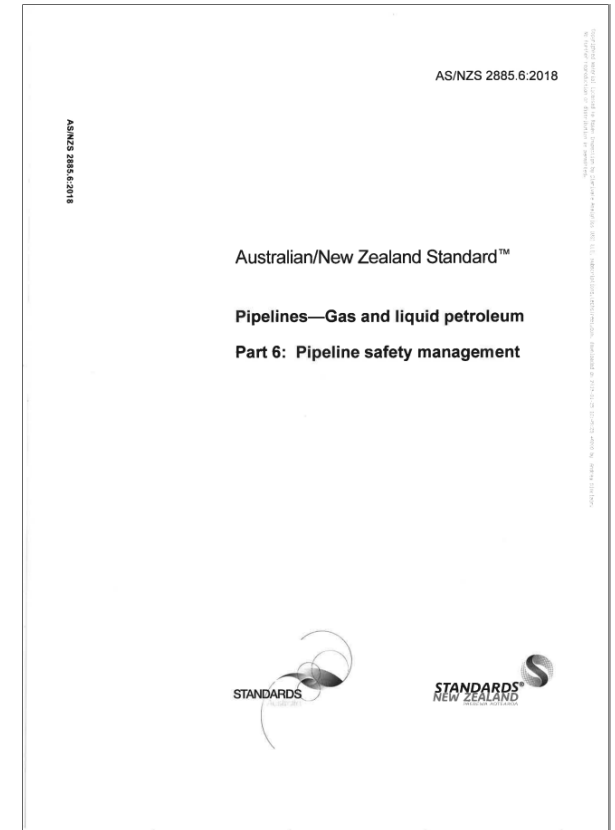 AS/NZS 2885.6:2018
AS/NZS 2885.6:2018
Australian/New Zealand Standard™
Pipelines—Gas and liquid petroleum
Part 6: Pipeline safety management
STANDARDS
STANDARDS®
NEW ZEALAND